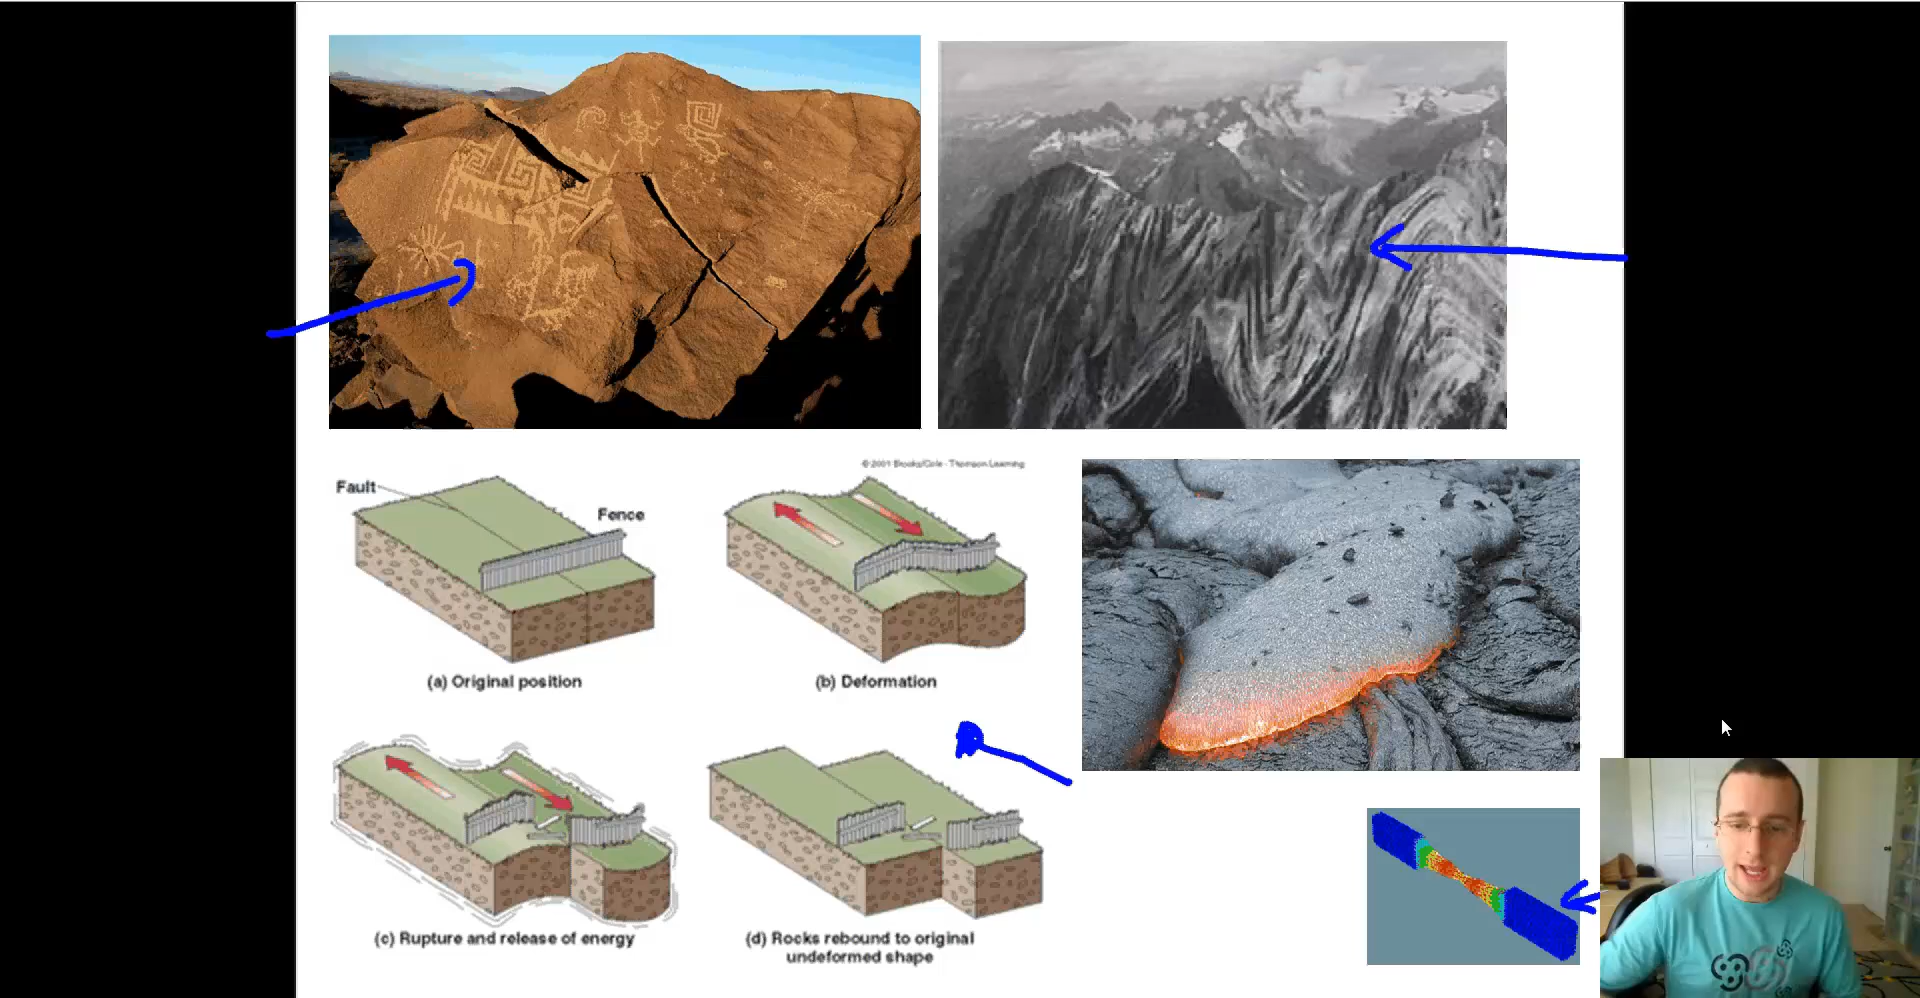 © 2001 Brooks/Cole - Thomson Learning
Fault
Fence
(a) Original position
(b) Deformation
(c) Rupture and release of energy
(d) Rocks rebound to original
undeformed shape